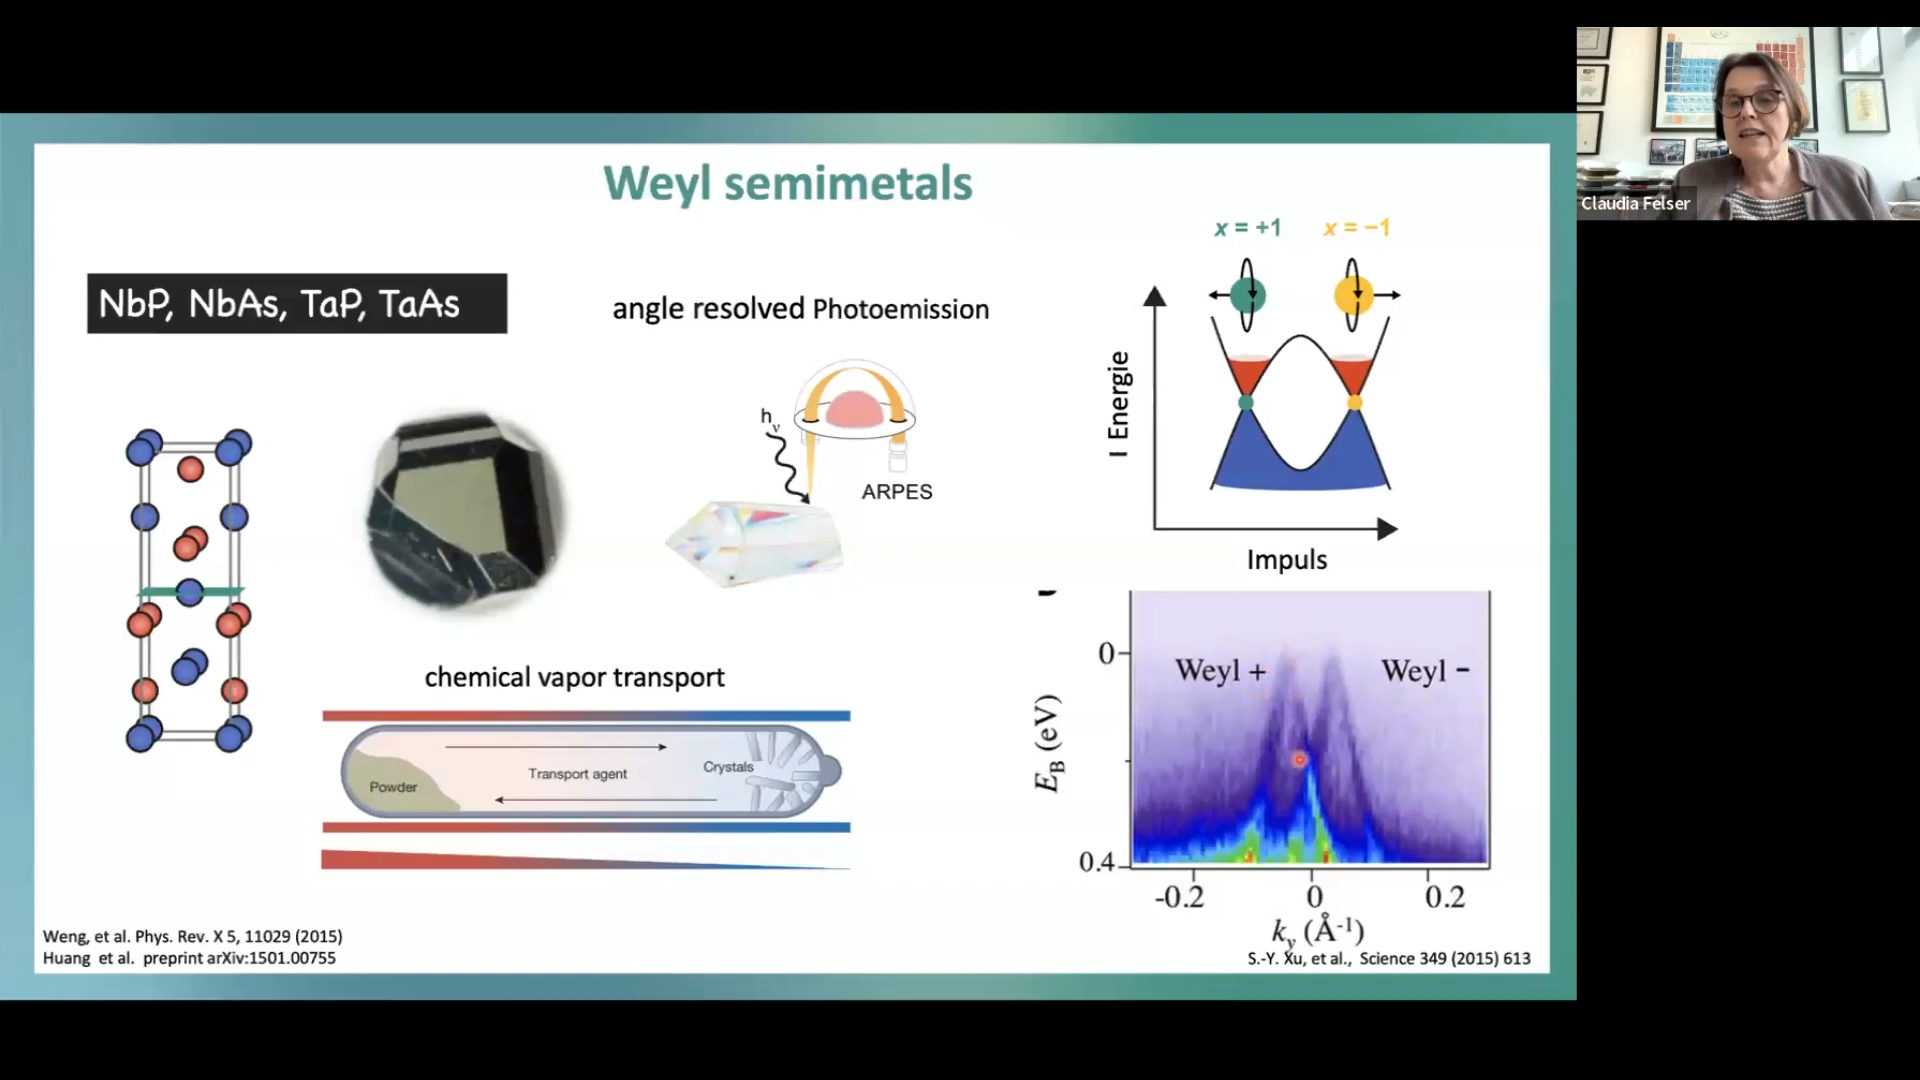 Weyl semimetals
x = +1 x = −1
NbP, NbAs, TaP, TaAs
angle resolved Photoemission
hν
ARPES
I Energie
Impuls
chemical vapor transport
Powder
Transport agent
Crystals
0
Weyl +
Weyl -
EB (eV)
0.4
-0.2 0 0.2
ky (Å-1)
Weng, et al. Phys. Rev. X 5, 11029 (2015)
Huang et al. preprint arXiv:1501.00755
S.-Y. Xu, et al., Science 349 (2015) 613
Claudia Felser